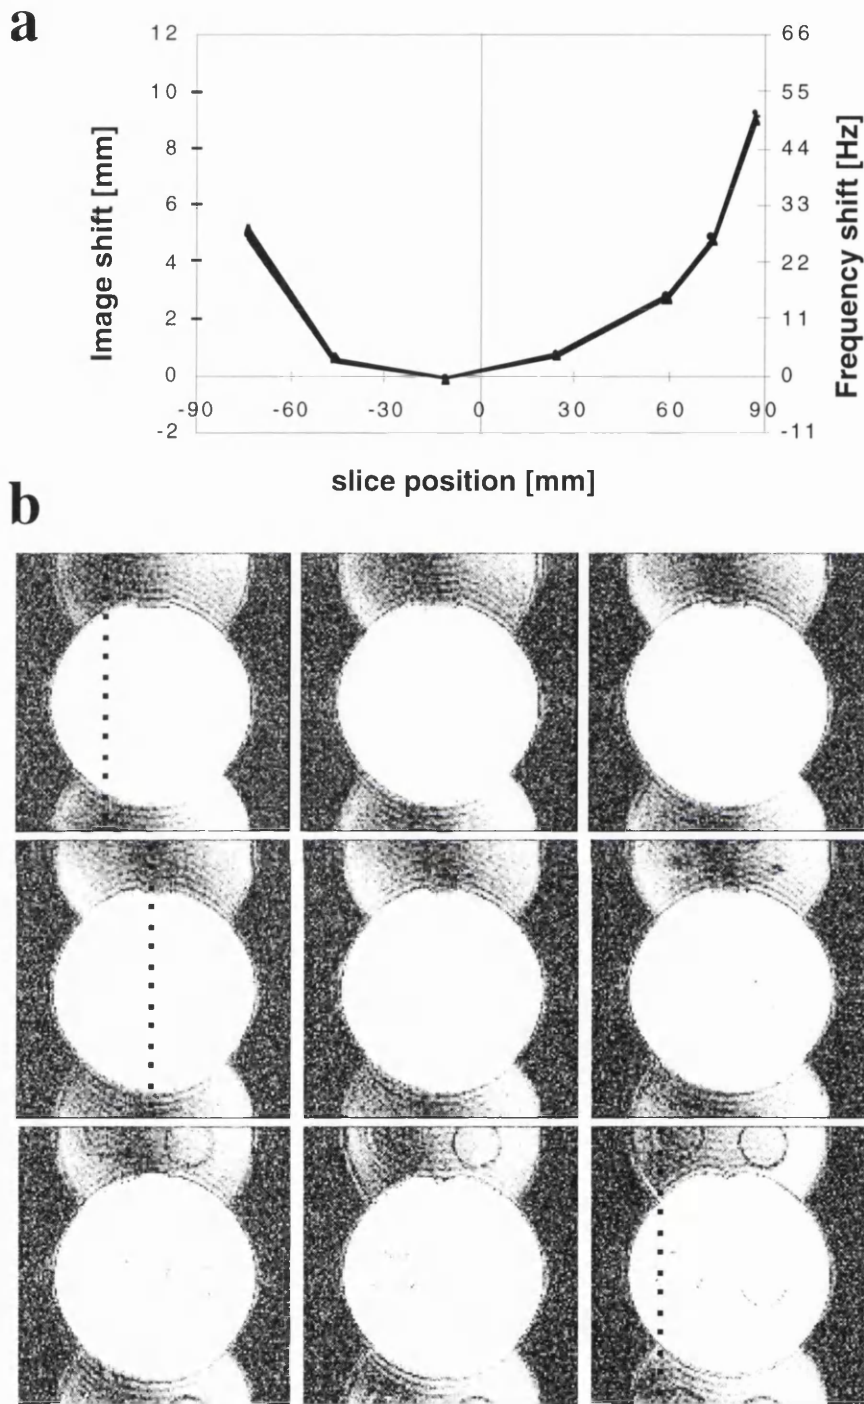 a
12 66
10 55
8 44
6 33
4 22
2 11
0 0
-90 -60 -30 0 30 60 90
-2 -11
Image shift [mm]
Frequency shift [Hz]
slice position [mm]
b